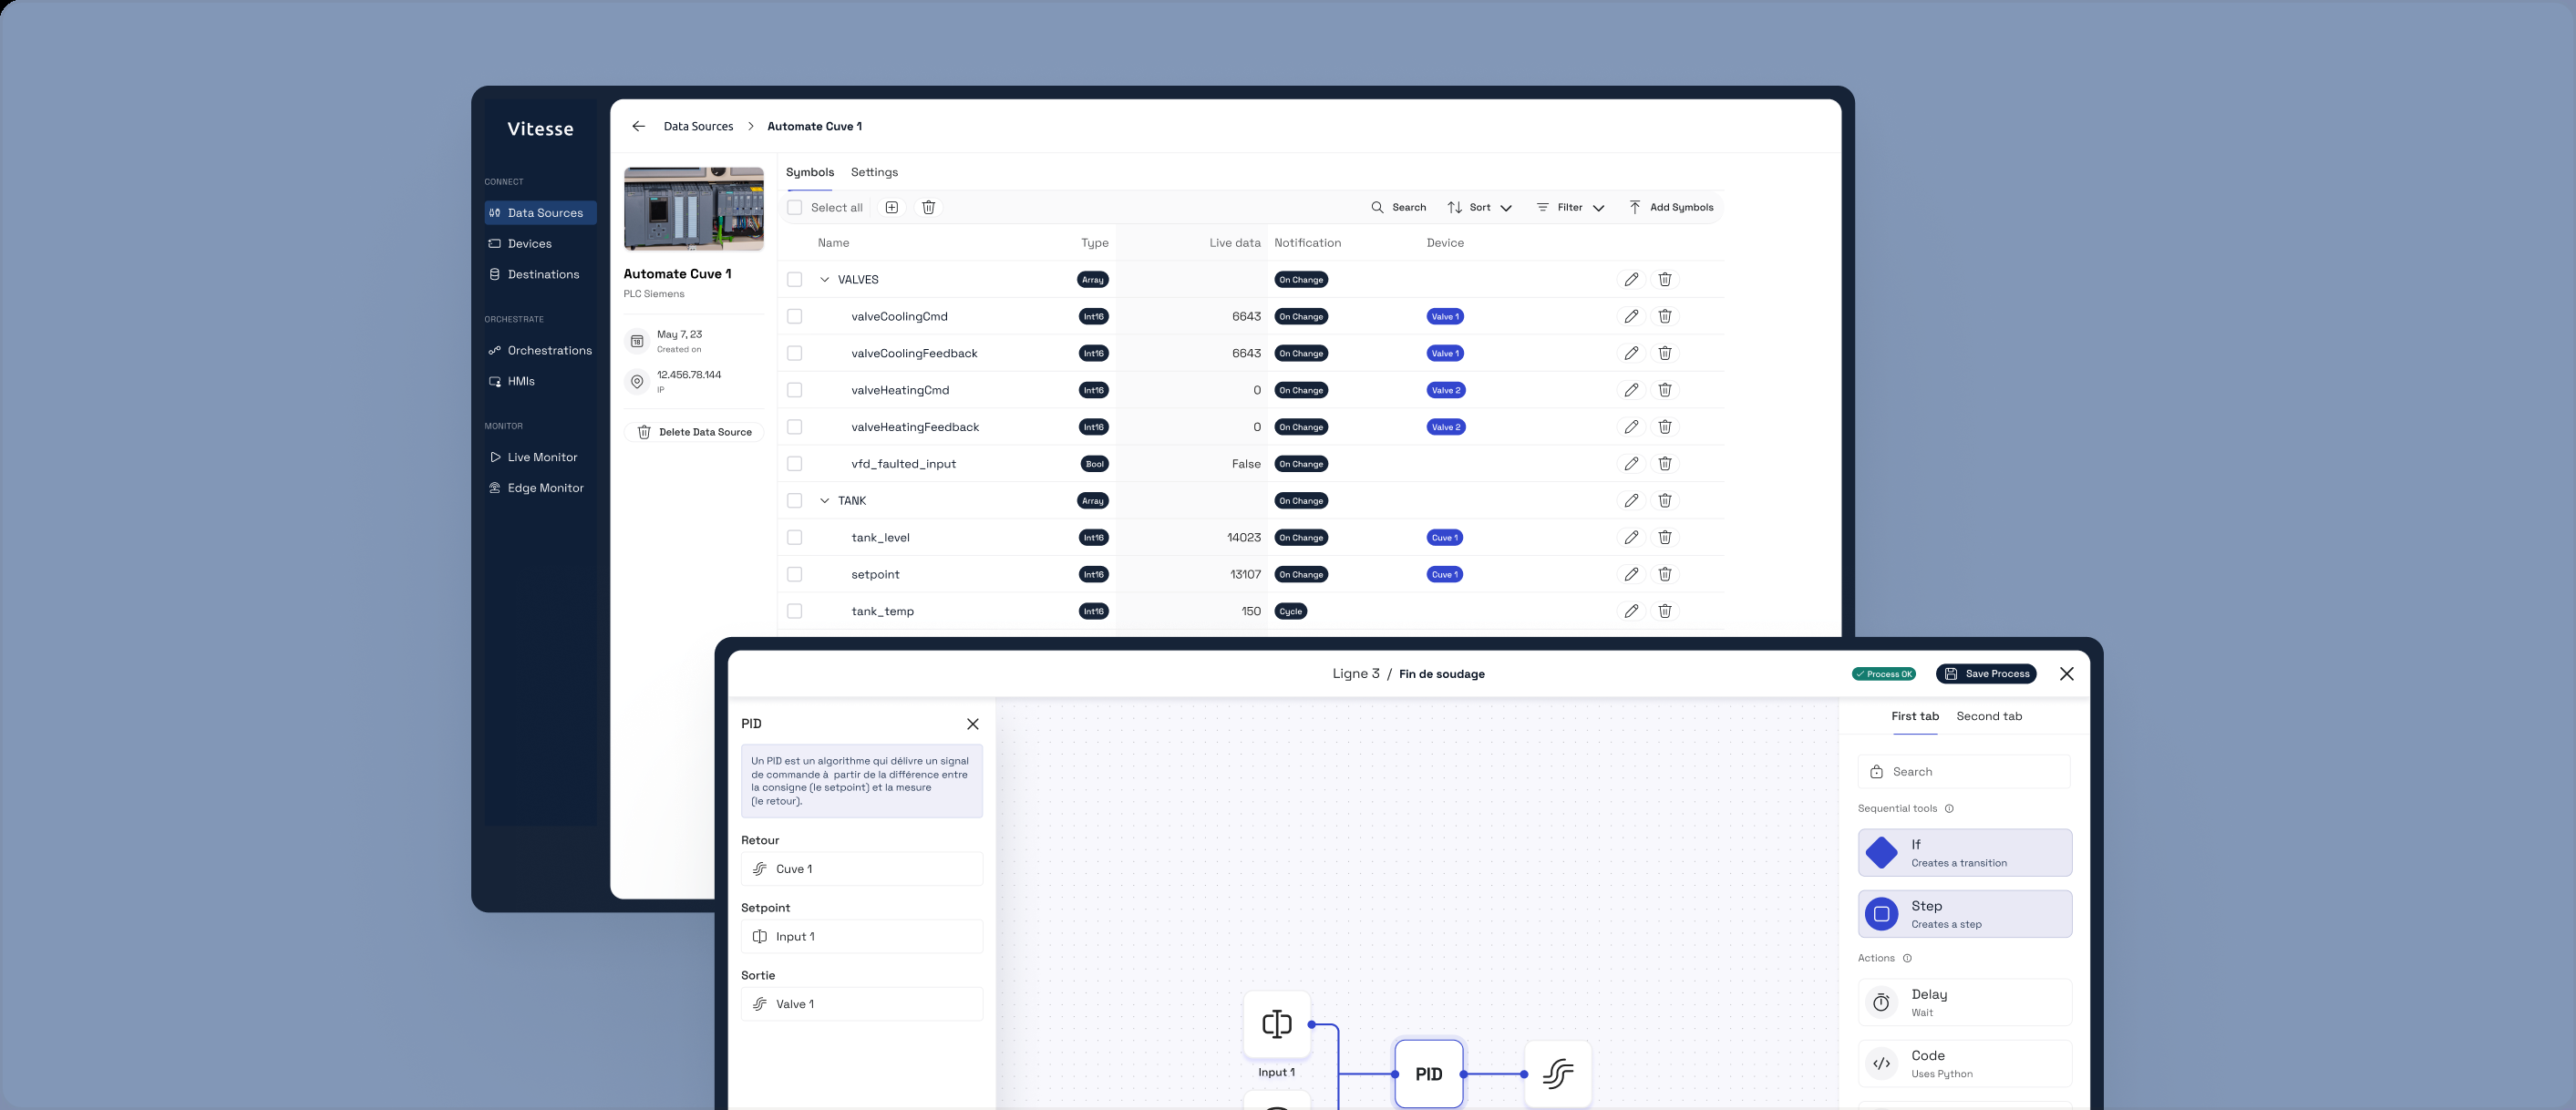 Vitesse
CONNECT
Data Sources
Devices
Destinations
ORCHESTRATE
Orchestrations
HMIs
MONITOR
Live Monitor
Edge Monitor
Data Sources > Automate Cuve 1
Automate Cuve 1
PLC Siemens
May 7, 23
Created on
12.456.78.144
IP
Delete Data Source
Symbols Settings
Select all Search Sort Filter Add Symbols
Name Type Live data Notification Device
VALVES Array On Change
valveCoolingCmd Int16 6643 On Change Valve 1
valveCoolingFeedback Int16 6643 On Change Valve 1
valveHeatingCmd Int16 0 On Change Valve 2
valveHeatingFeedback Int16 0 On Change Valve 2
vfd_faulted_input Bool False On Change
TANK Array On Change
tank_level Int16 14023 On Change Cuve 1
setpoint Int16 13107 On Change Cuve 1
tank_temp Int16 150 Cycle
Ligne 3 / Fin de soudage
Process OK
Save Process
PID
Un PID est un algorithme qui délivre un signal
de commande à partir de la différence entre
la consigne (le setpoint) et la mesure
(le retour).
Retour
Cuve 1
Setpoint
Input 1
Sortie
Valve 1
Input 1
PID
First tab Second tab
Search
Sequential tools
If
Creates a transition
Step
Creates a step
Actions
Delay
Wait
Code
Uses Python